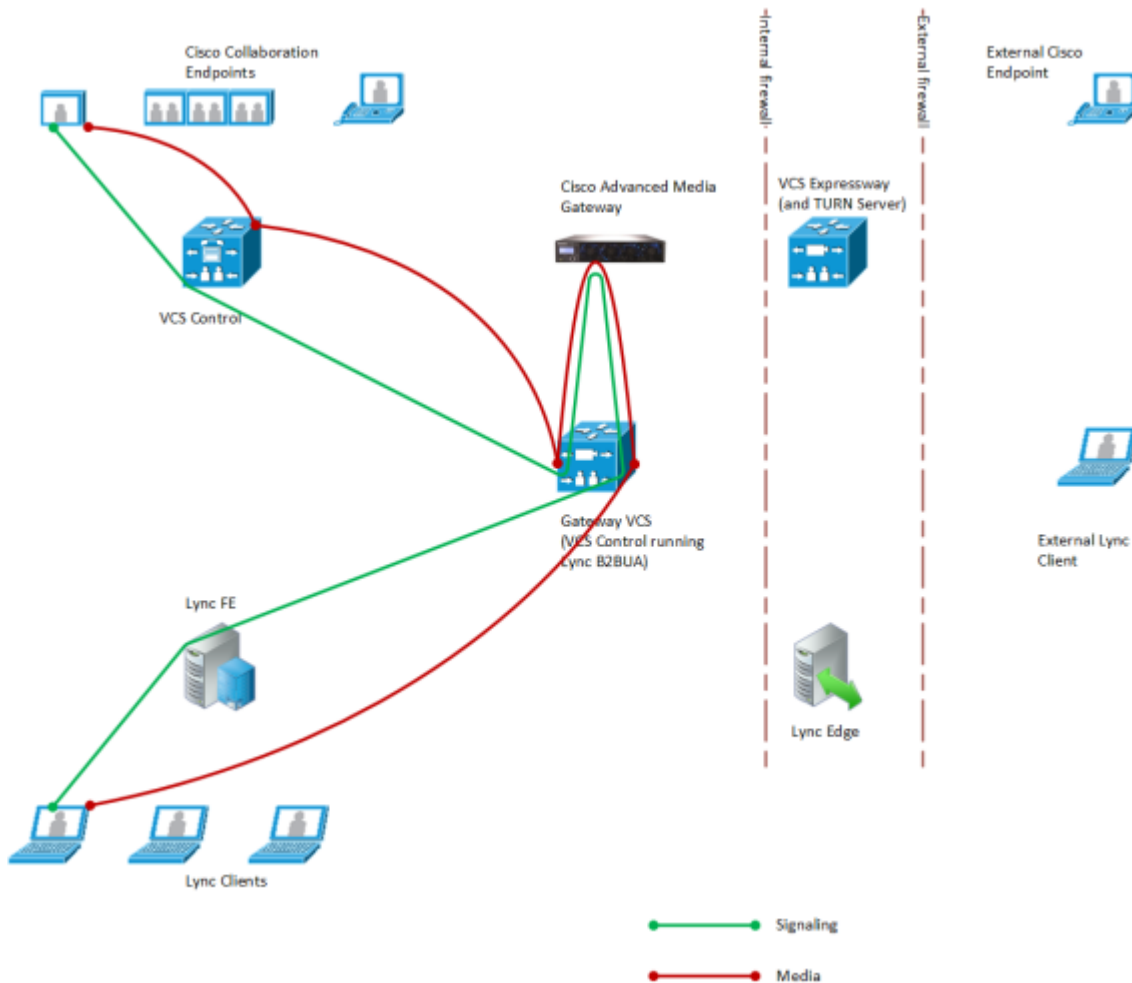 Cisco Collaboration
Endpoints
Internal firewall
External firewall
External Cisco
Endpoint
Cisco Advanced Media
Gateway
VCS Expressway
(and TURN Server)
VCS Control
Gateway VCS
(VCS Control running
Lync B2BUA)
External Lync
Client
Lync FE
Lync Edge
Lync Clients
Signaling
Media